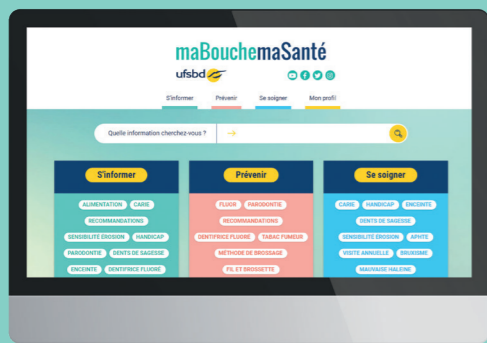 maBouchemaSanté
ufsbd
S'informer Prévenir Se soigner Mon profil
Quelle information cherchez-vous ?
S'informer
ALIMENTATION CARIE
RECOMMANDATIONS
SENSIBILITÉ ÉROSION HANDICAP
PARODONTIE DENTS DE SAGESSE
ENCEINTE DENTIFRICE FLUORÉ
Prévenir
FLUOR PARODONTIE
RECOMMANDATIONS
DENTIFRICE FLUORÉ TABAC FUMEUR
MÉTHODE DE BROSSAGE
FIL ET BROSSETTE
Se soigner
CARIE HANDICAP ENCEINTE
DENTS DE SAGESSE
SENSIBILITÉ ÉROSION APHTE
VISITE ANNUELLE BRUXISME
MAUVAISE HALEINE